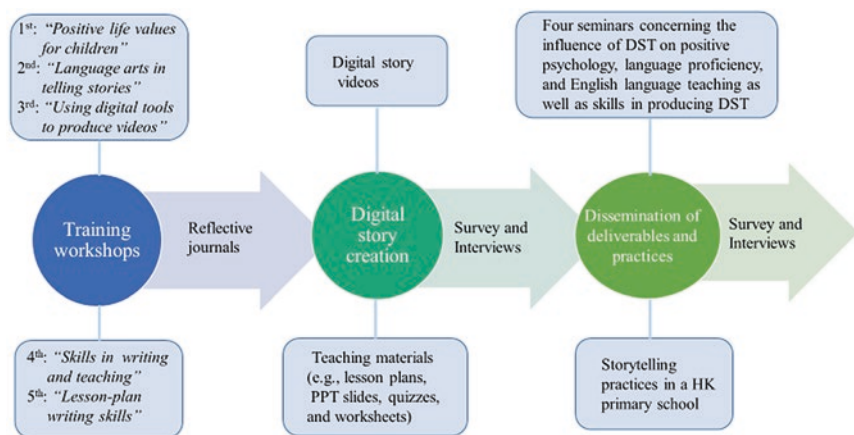 1st: “Positive life values
for children”
2nd: “Language arts in
telling stories”
3rd: “Using digital tools
to produce videos”
Digital story
videos
Four seminars concerning the
influence of DST on positive
psychology, language proficiency,
and English language teaching as
well as skills in producing DST
Training
workshops
Reflective
journals
Digital
story
creation
Survey and
Interviews
Dissemination of
deliverables and
practices
Survey and
Interviews
4th: “Skills in writing
and teaching”
5th: “Lesson-plan
writing skills”
Teaching materials
(e.g., lesson plans,
PPT slides, quizzes,
and worksheets)
Storytelling
practices in a HK
primary school